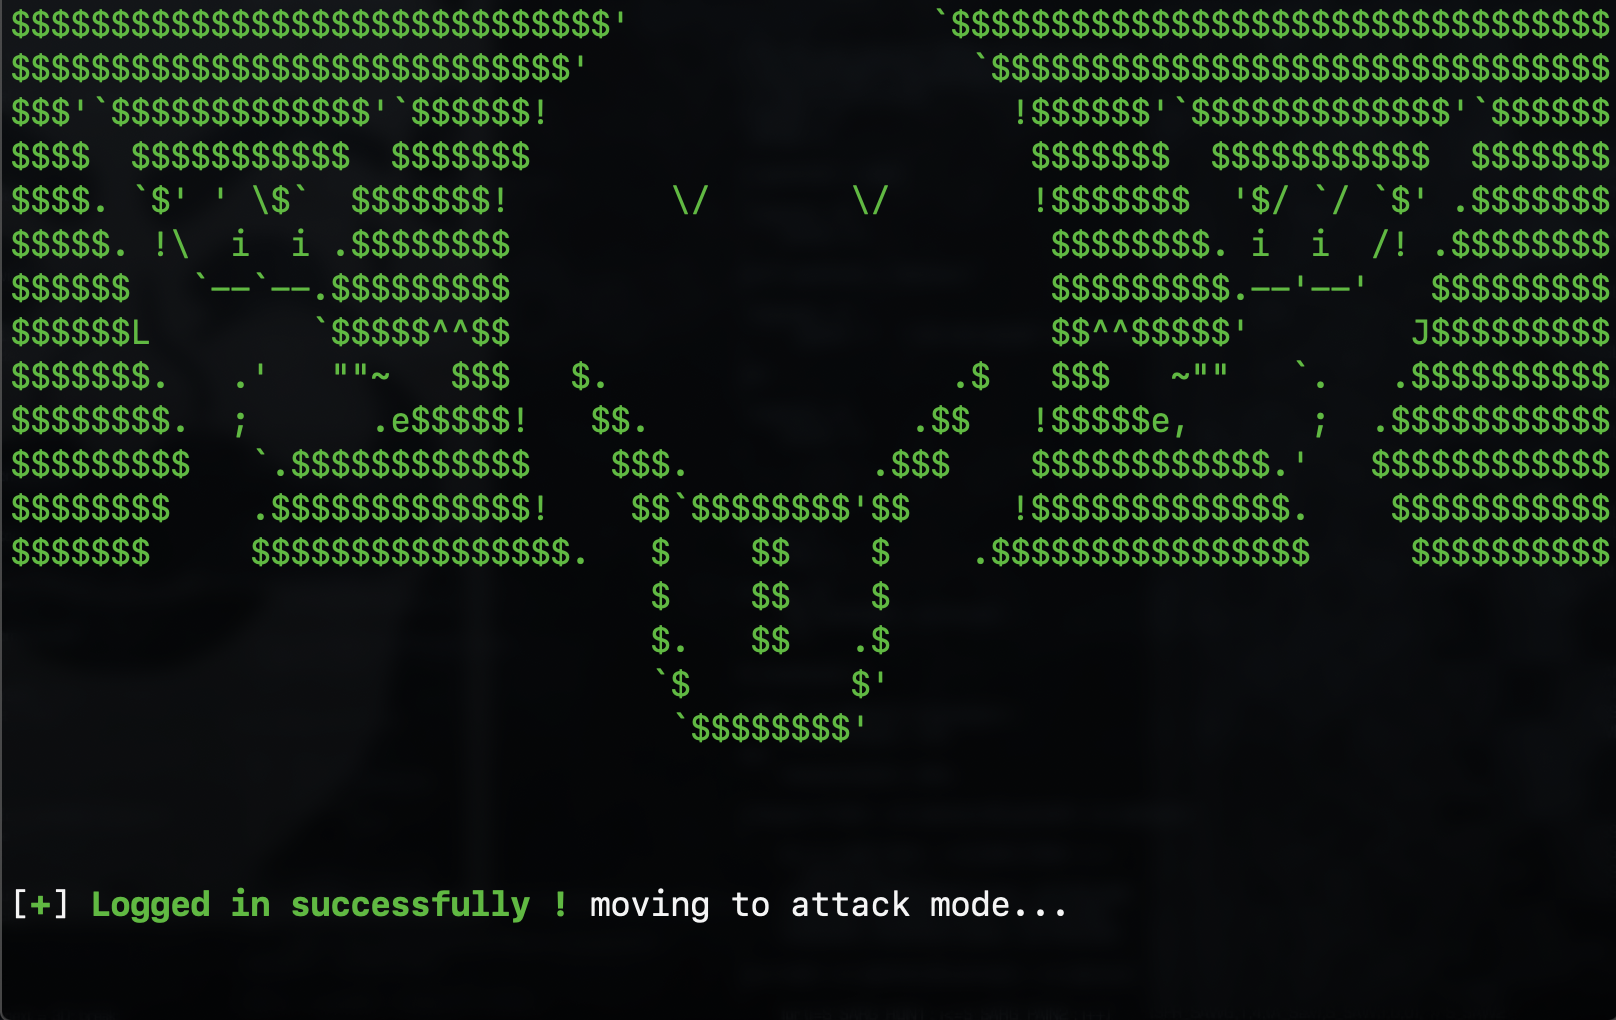 $$$$$$$$$$$$$$$$$$$$$$$$$$$$$$'               `$$$$$$$$$$$$$$$$$$$$$$$$$$$$$$$$$
$$$$$$$$$$$$$$$$$$$$$$$$$$$$'                   `$$$$$$$$$$$$$$$$$$$$$$$$$$$$$$$
$$$'`$$$$$$$$$$$$$'`$$$$$$!                       !$$$$$$'`$$$$$$$$$$$$$'`$$$$$$
$$$$  $$$$$$$$$$$  $$$$$$$                         $$$$$$$  $$$$$$$$$$$  $$$$$$$
$$$$. `$' ' \$`  $$$$$$$!        \/       \/       !$$$$$$$  '$/ `/ `$' .$$$$$$$
$$$$$. !\  i  i .$$$$$$$$                           $$$$$$$$. i  i  /! .$$$$$$$$
$$$$$$   `--`--.$$$$$$$$$                           $$$$$$$$$.--'--'   $$$$$$$$$
$$$$$$L        `$$$$$^^$$                           $$^^$$$$$'        J$$$$$$$$$
$$$$$$$.   .'   ""~   $$$   $.                 .$   $$$   ~""   `.   .$$$$$$$$$$
$$$$$$$$.  ;      .e$$$$$!   $$.             .$$   !$$$$$e,      ;  .$$$$$$$$$$$
$$$$$$$$$   `.$$$$$$$$$$$$    $$$.         .$$$    $$$$$$$$$$$$.'   $$$$$$$$$$$$
$$$$$$$$    .$$$$$$$$$$$$$!    $$`$$$$$$$$'$$     !$$$$$$$$$$$$$.    $$$$$$$$$$$
$$$$$$$     $$$$$$$$$$$$$$$$.   $    $$    $    .$$$$$$$$$$$$$$$$     $$$$$$$$$$
                                $    $$    $
                                $.   $$   .$
                                `$        $'
                                 `$$$$$$$$'
[+] Logged in successfully ! moving to attack mode...